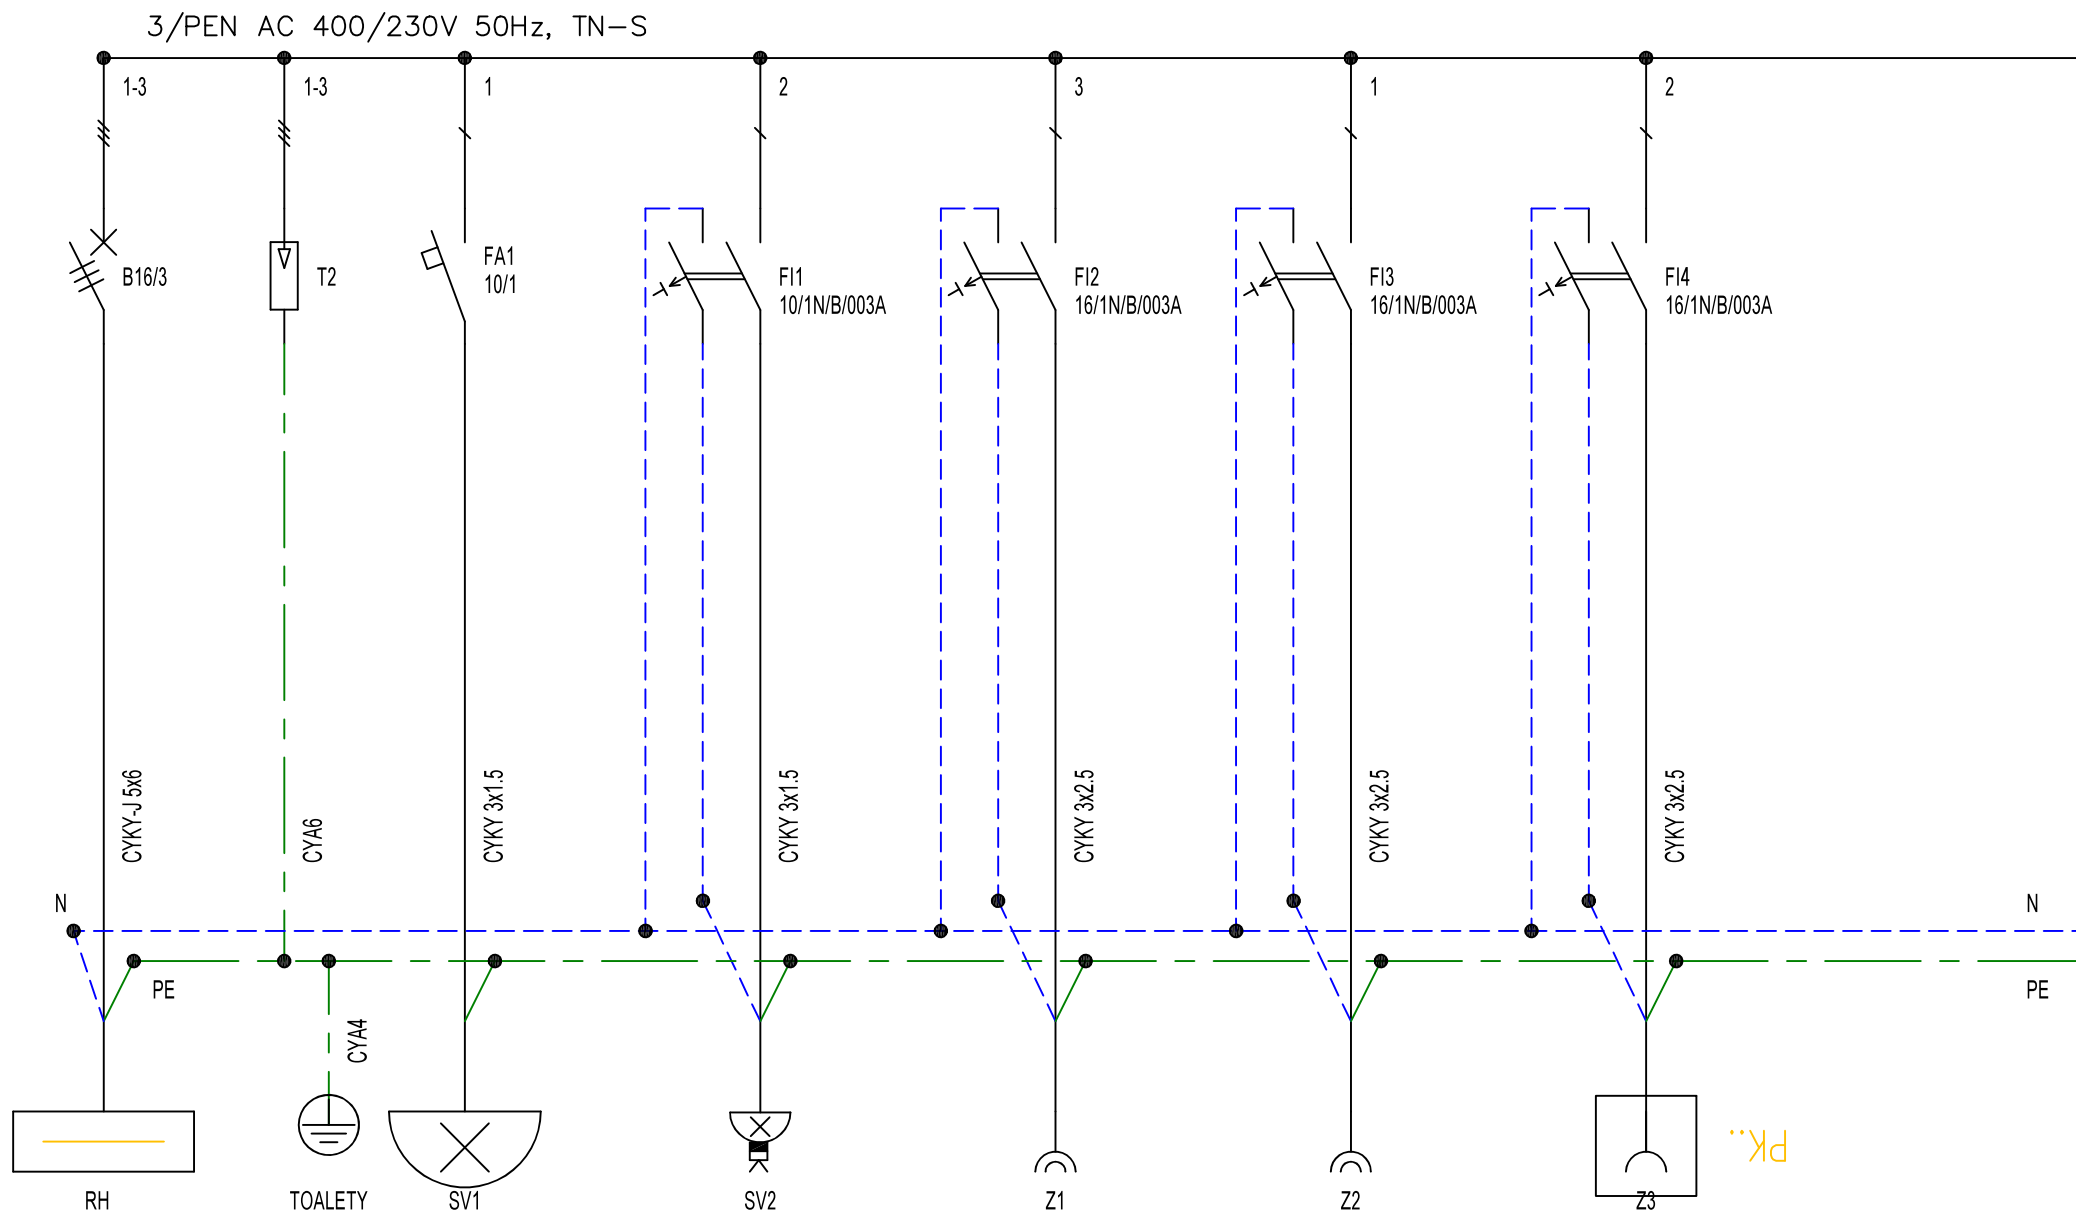 3/PEN AC 400/230V 50Hz, TN-S
1-3
1-3
1
2
3
1
2
B16/3
T2
FA1
10/1
FI1
10/1N/B/003A
FI2
16/1N/B/003A
FI3
16/1N/B/003A
FI4
16/1N/B/003A
CYKY-J 5x6
CYA6
CYKY 3x1.5
CYKY 3x1.5
CYKY 3x2.5
CYKY 3x2.5
CYKY 3x2.5
N
N
PE
PE
CYA4
PK..
RH
TOALETY
SV1
SV2
Z1
Z2
Z3